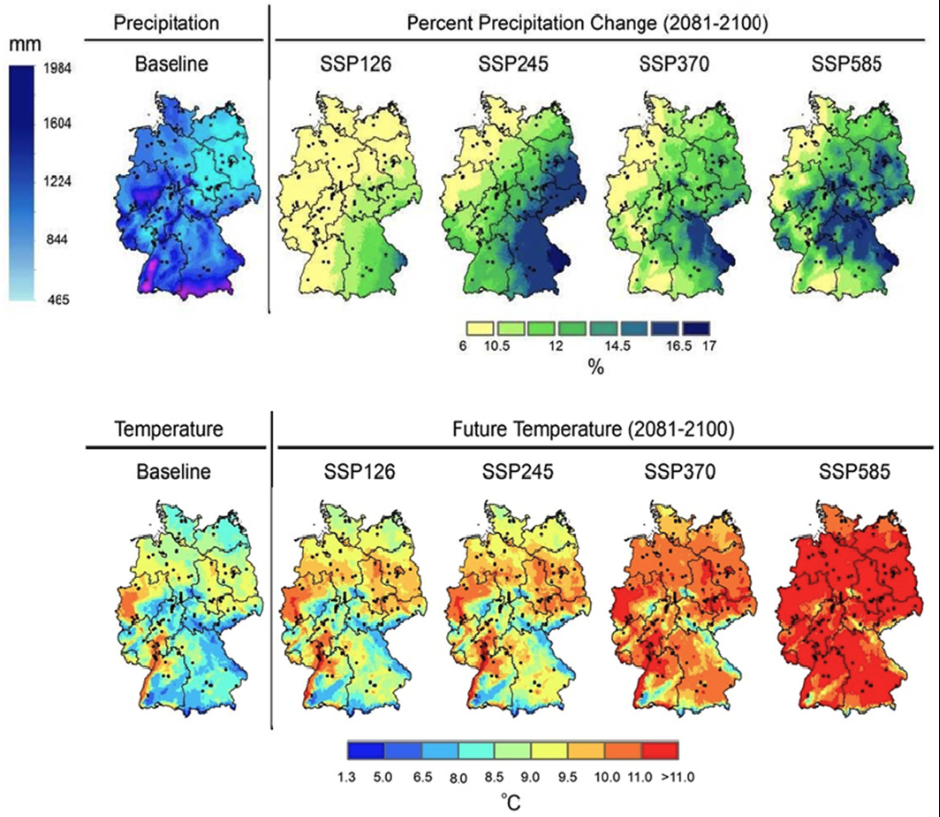 Precipitation
Percent Precipitation Change (2081-2100)
mm
Baseline
SSP126
SSP245
SSP370
SSP585
1984
1604
1224
844
465
6 10.5 12 14.5 16.5 17
%
Temperature
Future Temperature (2081-2100)
Baseline
SSP126
SSP245
SSP370
SSP585
1.3 5.0 6.5 8.0 8.5 9.0 9.5 10.0 11.0 >11.0
°C